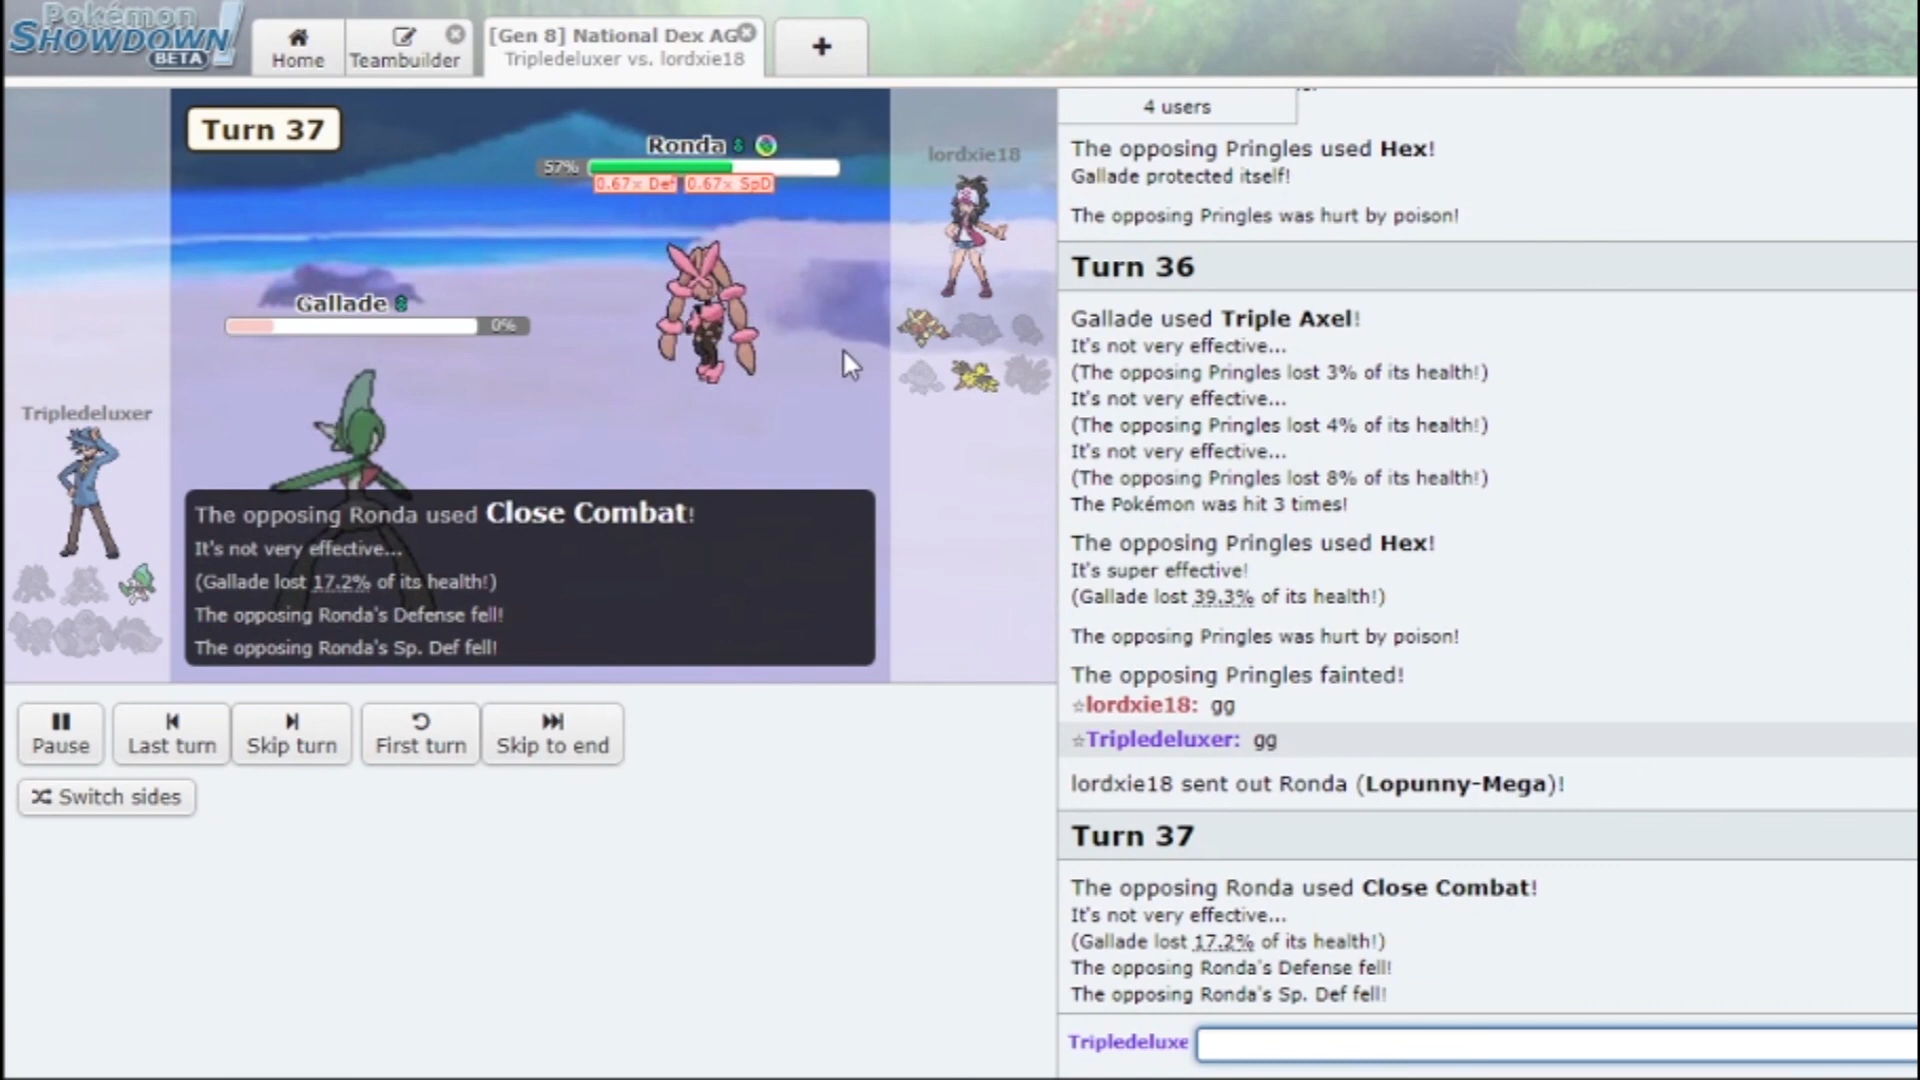 Pokémon
SHOWDOWN!
BETA
Home
Teambuilder
[Gen 8] National Dex AG
Tripledeluxer vs. lordxie18
Turn 37
Ronda
57%
0.67× Def 0.67× SpD
Gallade
0%
lordxie18
Tripledeluxer
The opposing Ronda used Close Combat!
It's not very effective...
(Gallade lost 17.2% of its health!)
The opposing Ronda's Defense fell!
The opposing Ronda's Sp. Def fell!
Pause
Last turn
Skip turn
First turn
Skip to end
Switch sides
4 users
The opposing Pringles used Hex!
Gallade protected itself!
The opposing Pringles was hurt by poison!
Turn 36
Gallade used Triple Axel!
It's not very effective...
(The opposing Pringles lost 3% of its health!)
It's not very effective...
(The opposing Pringles lost 4% of its health!)
It's not very effective...
(The opposing Pringles lost 8% of its health!)
The Pokémon was hit 3 times!
The opposing Pringles used Hex!
It's super effective!
(Gallade lost 39.3% of its health!)
The opposing Pringles was hurt by poison!
The opposing Pringles fainted!
☆lordxie18: gg
☆Tripledeluxer: gg
lordxie18 sent out Ronda (Lopunny-Mega)!
Turn 37
The opposing Ronda used Close Combat!
It's not very effective...
(Gallade lost 17.2% of its health!)
The opposing Ronda's Defense fell!
The opposing Ronda's Sp. Def fell!
Tripledeluxe